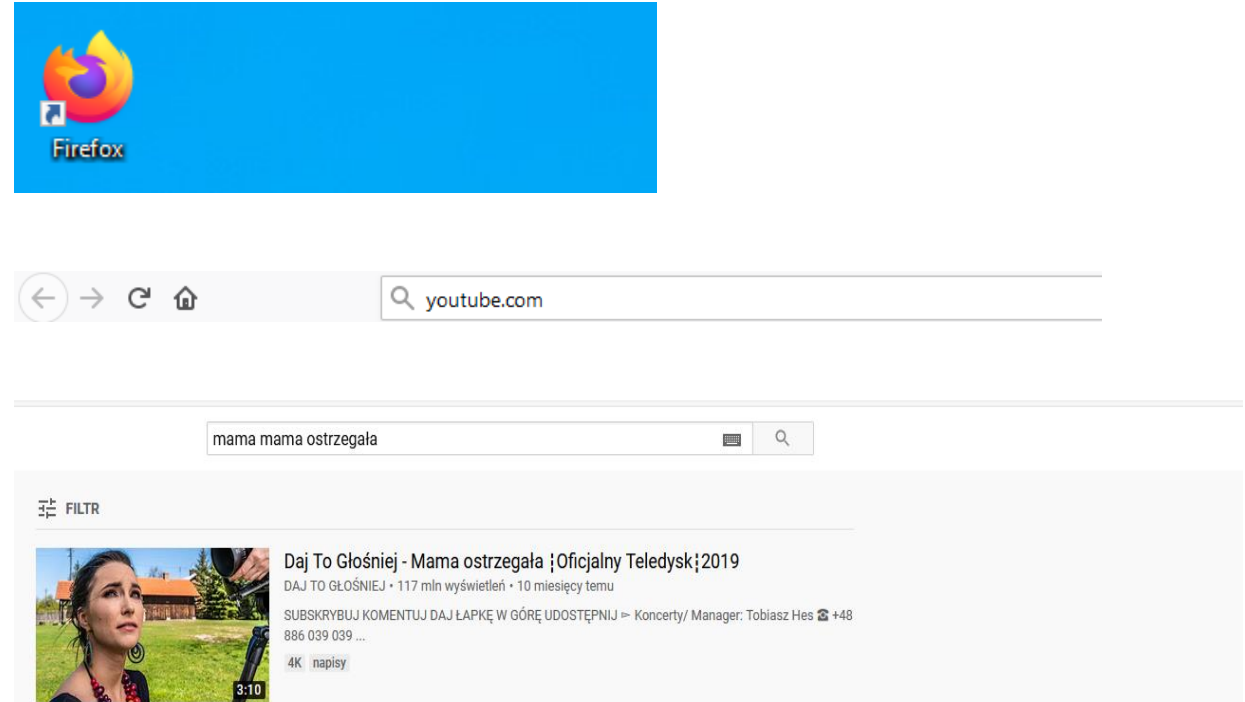 Firefox
youtube.com
mama mama ostrzegała
FILTR
Daj To Głośniej - Mama ostrzegała ¦Oficjalny Teledysk¦2019
DAJ TO GŁOŚNIEJ • 117 mln wyświetleń • 10 miesięcy temu
SUBSKRYBUJ KOMENTUJ DAJ ŁAPKĘ W GÓRĘ UDOSTĘPNIJ ➳ Koncerty/ Manager: Tobiasz Hes ☎ +48
886 039 039 ...
4K napisy
3:10